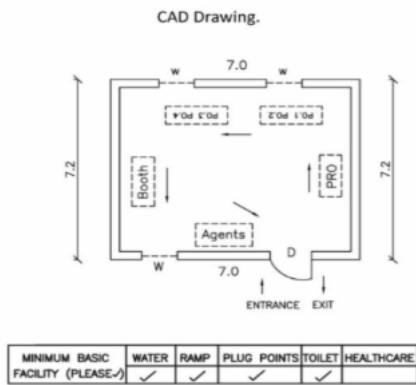 CAD Drawing.
W 7.0 W
PO.3 PO.4 PO.1 PO.2
7.2 7.2
Booth PRO
Agents
W 7.0 D
ENTRANCE EXIT
MINIMUM BASIC FACILITY (PLEASE✓) WATER RAMP PLUG POINTS TOILET HEALTHCARE
✓ ✓ ✓ ✓